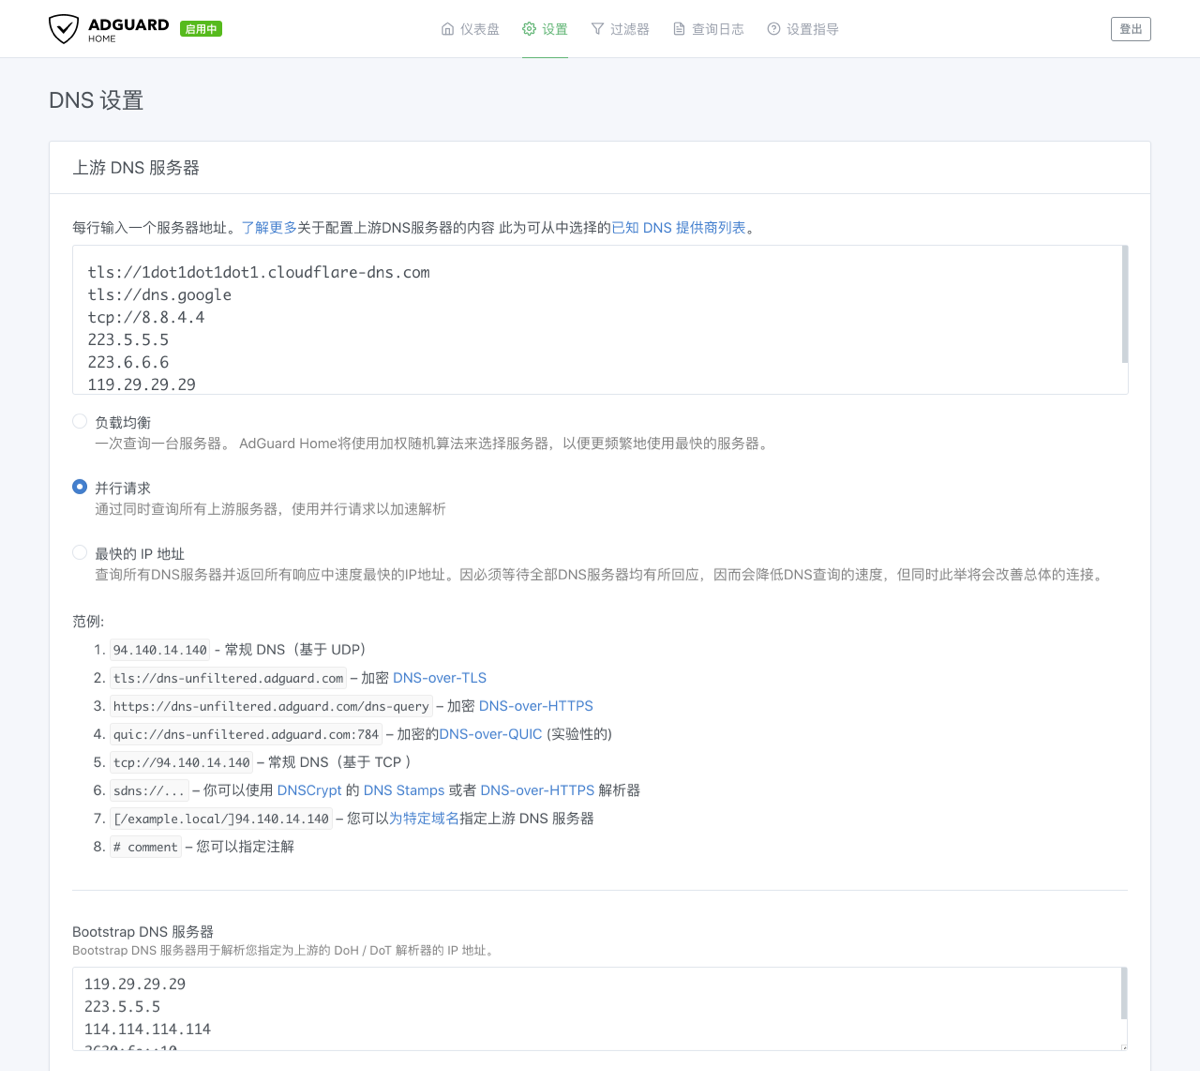 ADGUARD
HOME
启用中
仪表盘
设置
过滤器
查询日志
设置指导
登出
DNS 设置
上游 DNS 服务器
每行输入一个服务器地址。了解更多关于配置上游DNS服务器的内容 此为可从中选择的已知 DNS 提供商列表。
tls://1dot1dot1dot1.cloudflare-dns.com
tls://dns.google
tcp://8.8.4.4
223.5.5.5
223.6.6.6
119.29.29.29
负载均衡
一次查询一台服务器。 AdGuard Home将使用加权随机算法来选择服务器，以便更频繁地使用最快的服务器。
并行请求
通过同时查询所有上游服务器，使用并行请求以加速解析
最快的 IP 地址
查询所有DNS服务器并返回所有响应中速度最快的IP地址。因必须等待全部DNS服务器均有所回应，因而会降低DNS查询的速度，但同时此举将会改善总体的连接。
范例:
1. 94.140.14.140 - 常规 DNS（基于 UDP）
2. tls://dns-unfiltered.adguard.com – 加密 DNS-over-TLS
3. https://dns-unfiltered.adguard.com/dns-query – 加密 DNS-over-HTTPS
4. quic://dns-unfiltered.adguard.com:784 – 加密的DNS-over-QUIC (实验性的)
5. tcp://94.140.14.140 – 常规 DNS（基于 TCP ）
6. sdns://... – 你可以使用 DNSCrypt 的 DNS Stamps 或者 DNS-over-HTTPS 解析器
7. [/example.local/]94.140.14.140 – 您可以为特定域名指定上游 DNS 服务器
8. # comment – 您可以指定注解
Bootstrap DNS 服务器
Bootstrap DNS 服务器用于解析您指定为上游的 DoH / DoT 解析器的 IP 地址。
119.29.29.29
223.5.5.5
114.114.114.114